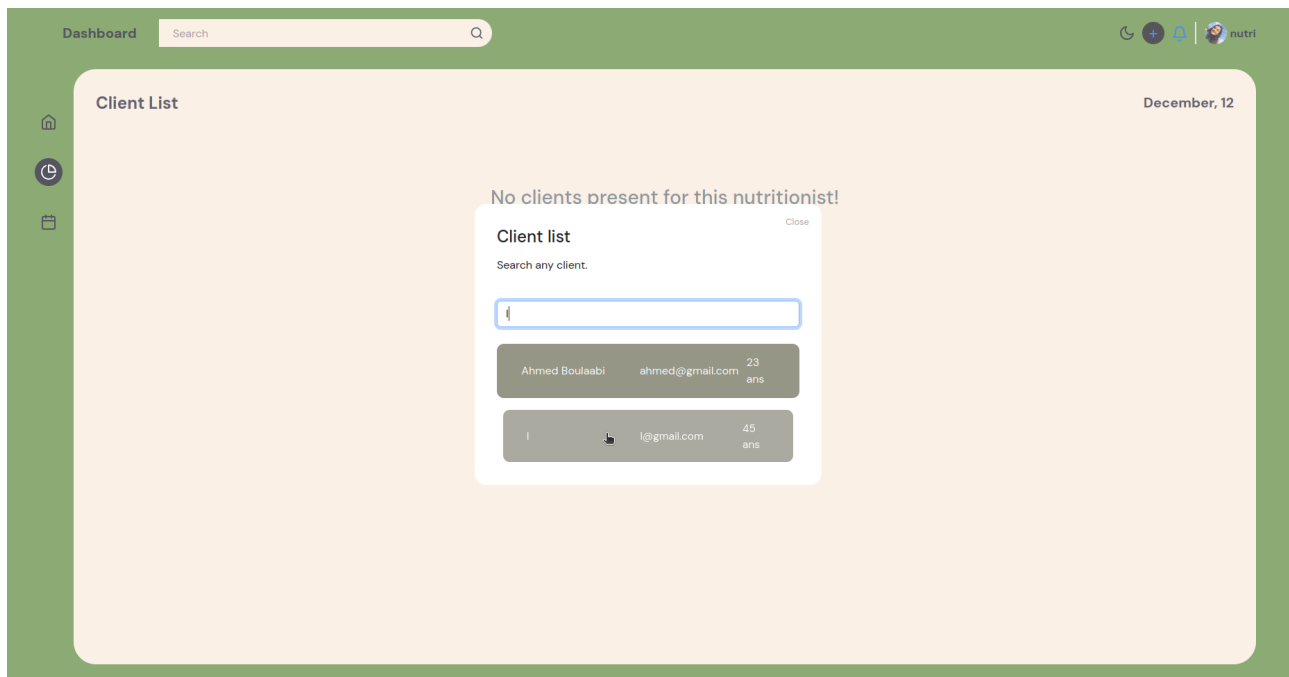 Dashboard
Search
+
nutri
Client List
December, 12
No clients present for this nutritionist!
Close
Client list
Search any client.
l
Ahmed Boulaabi ahmed@gmail.com 23 ans
l l@gmail.com 45 ans